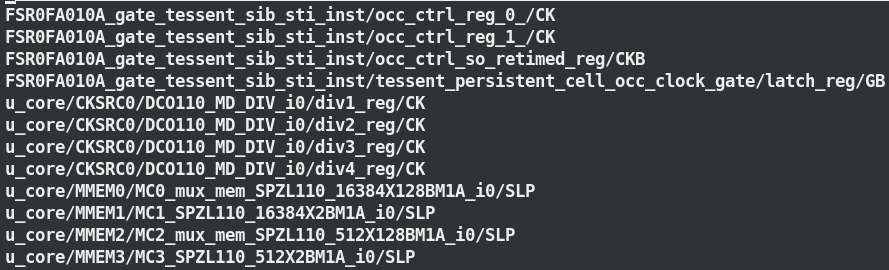 FSR0FA010A_gate_tessent_sib_sti_inst/occ_ctrl_reg_0_/CK
FSR0FA010A_gate_tessent_sib_sti_inst/occ_ctrl_reg_1_/CK
FSR0FA010A_gate_tessent_sib_sti_inst/occ_ctrl_so_retimed_reg/CKB
FSR0FA010A_gate_tessent_sib_sti_inst/tessent_persistent_cell_occ_clock_gate/latch_reg/GB
u_core/CKSRC0/DCO110_MD_DIV_i0/div1_reg/CK
u_core/CKSRC0/DCO110_MD_DIV_i0/div2_reg/CK
u_core/CKSRC0/DCO110_MD_DIV_i0/div3_reg/CK
u_core/CKSRC0/DCO110_MD_DIV_i0/div4_reg/CK
u_core/MMEM0/MC0_mux_mem_SPZL110_16384X128BM1A_i0/SLP
u_core/MMEM1/MC1_SPZL110_16384X2BM1A_i0/SLP
u_core/MMEM2/MC2_mux_mem_SPZL110_512X128BM1A_i0/SLP
u_core/MMEM3/MC3_SPZL110_512X2BM1A_i0/SLP